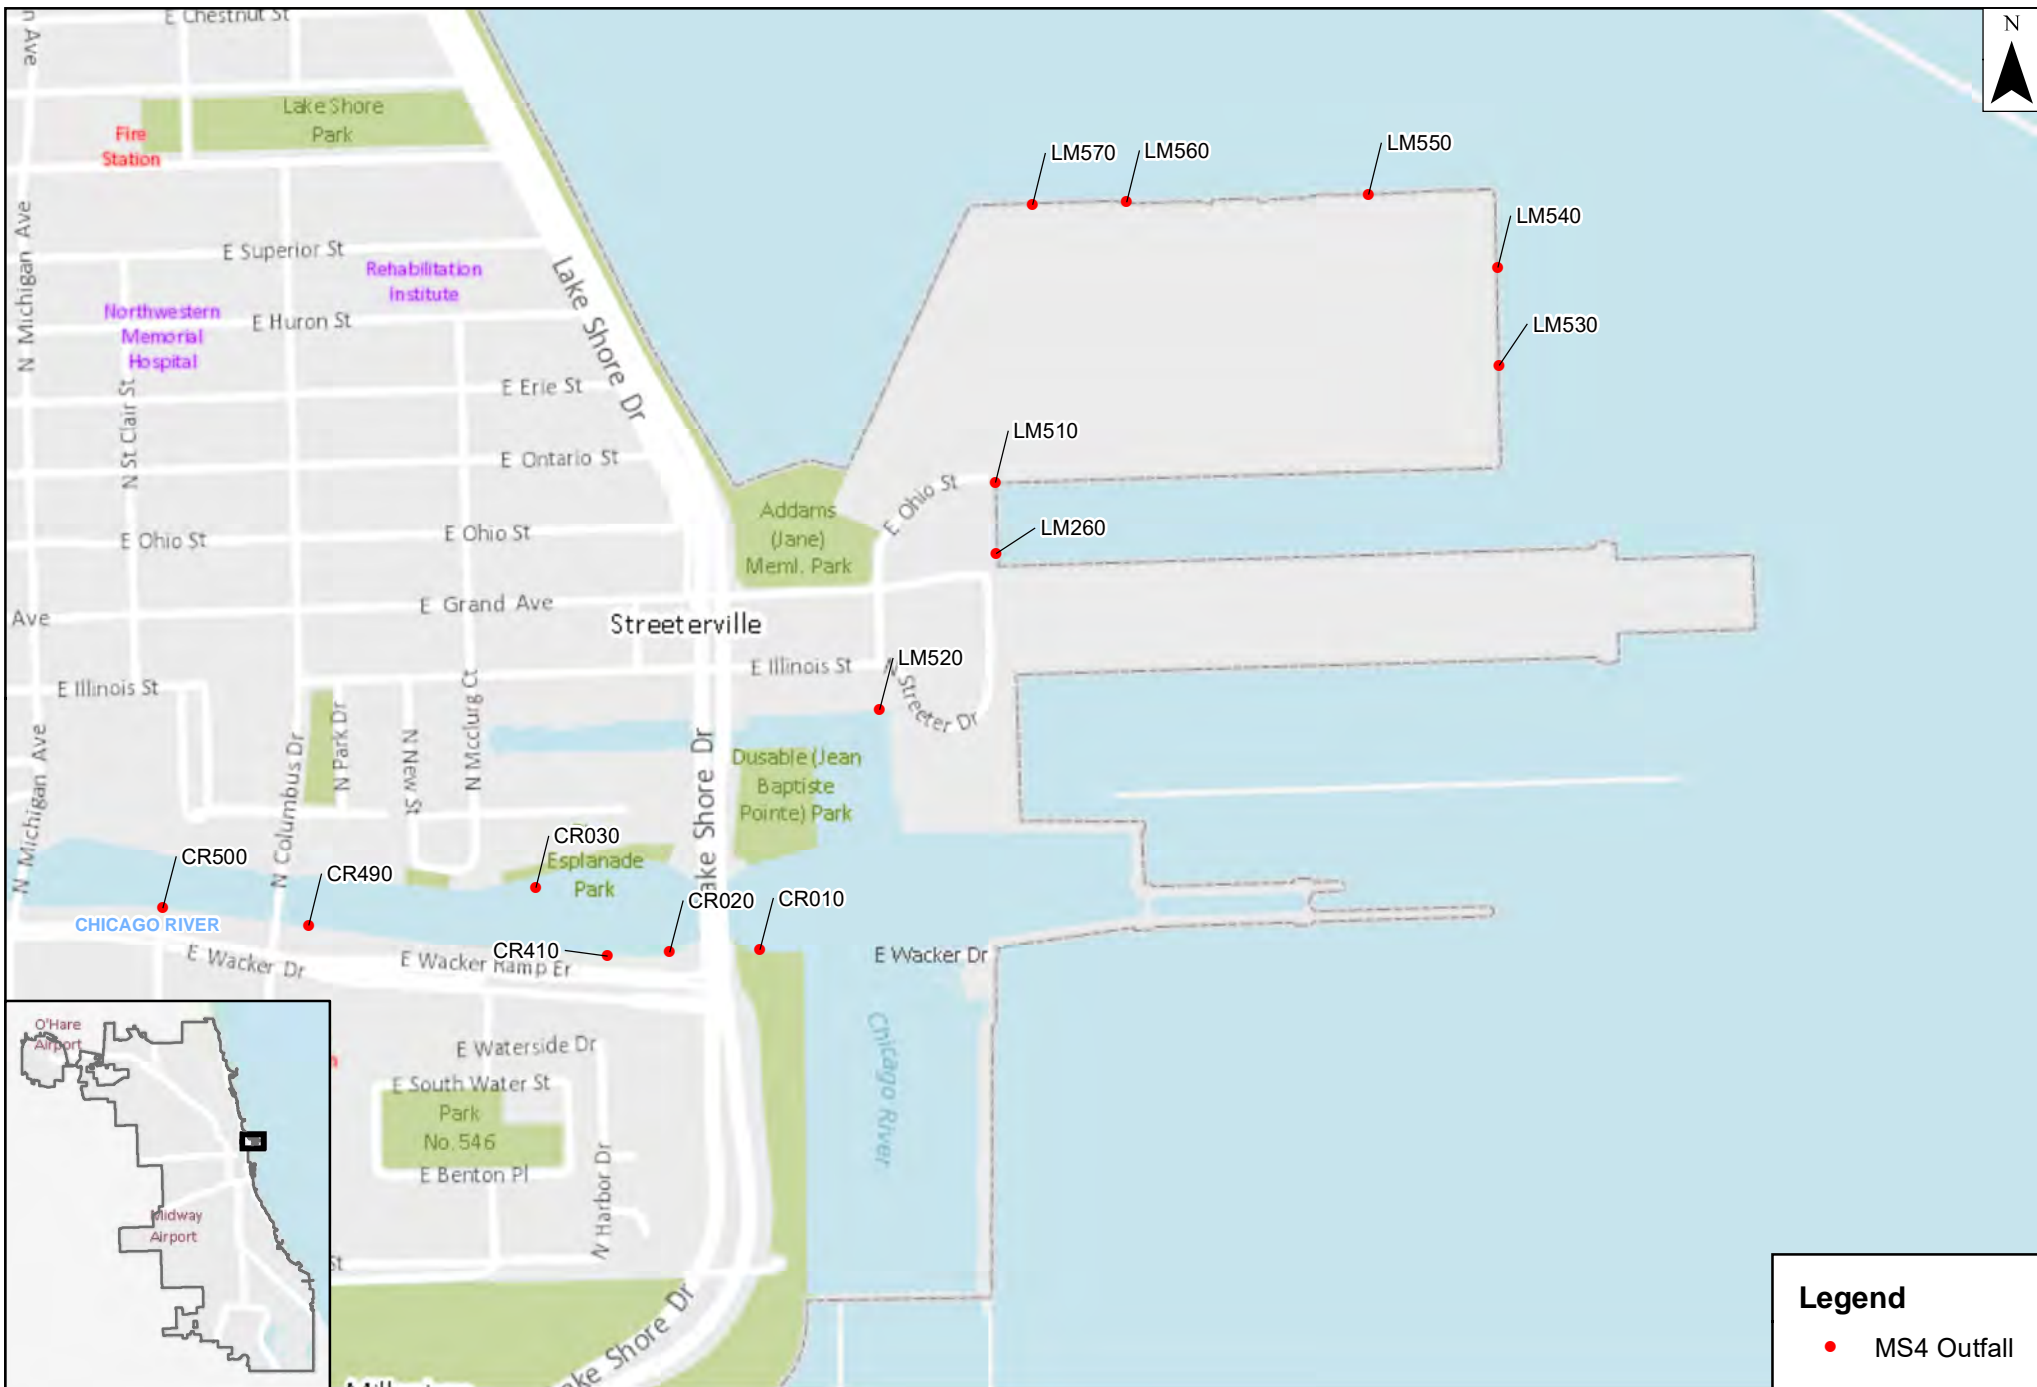 E Chestnut St
Ave
N
Lake Shore
Park
Fire
Station
LM570
LM560
LM550
LM540
LM530
LM510
LM260
LM520
N Michigan Ave
E Superior St
Rehabilitation
Institute
Lake Shore Dr
Northwestern
Memorial
Hospital
E Huron St
N St Clair St
E Erie St
E Ontario St
E Ohio St
E Ohio St
E Ohio St
Addams
(Jane)
Meml. Park
Ave
E Grand Ave
Streeterville
E Illinois St
E Illinois St
Streeter Dr
N Michigan Ave
N Columbus Dr
N Park Dr
N New St
N Mcclurg Ct
Lake Shore Dr
Dusable (Jean
Baptiste
Pointe) Park
CR500
CR490
CR030
Esplanade
Park
CR020
CR010
CR410
CHICAGO RIVER
E Wacker Dr
E Wacker Ramp Er
E Wacker Dr
Chicago River
E Waterside Dr
E South Water St
Park
No. 546
E Benton Pl
N Harbor Dr
St
Lake Shore Dr
O'Hare
Airport
Midway
Airport
Legend
MS4 Outfall